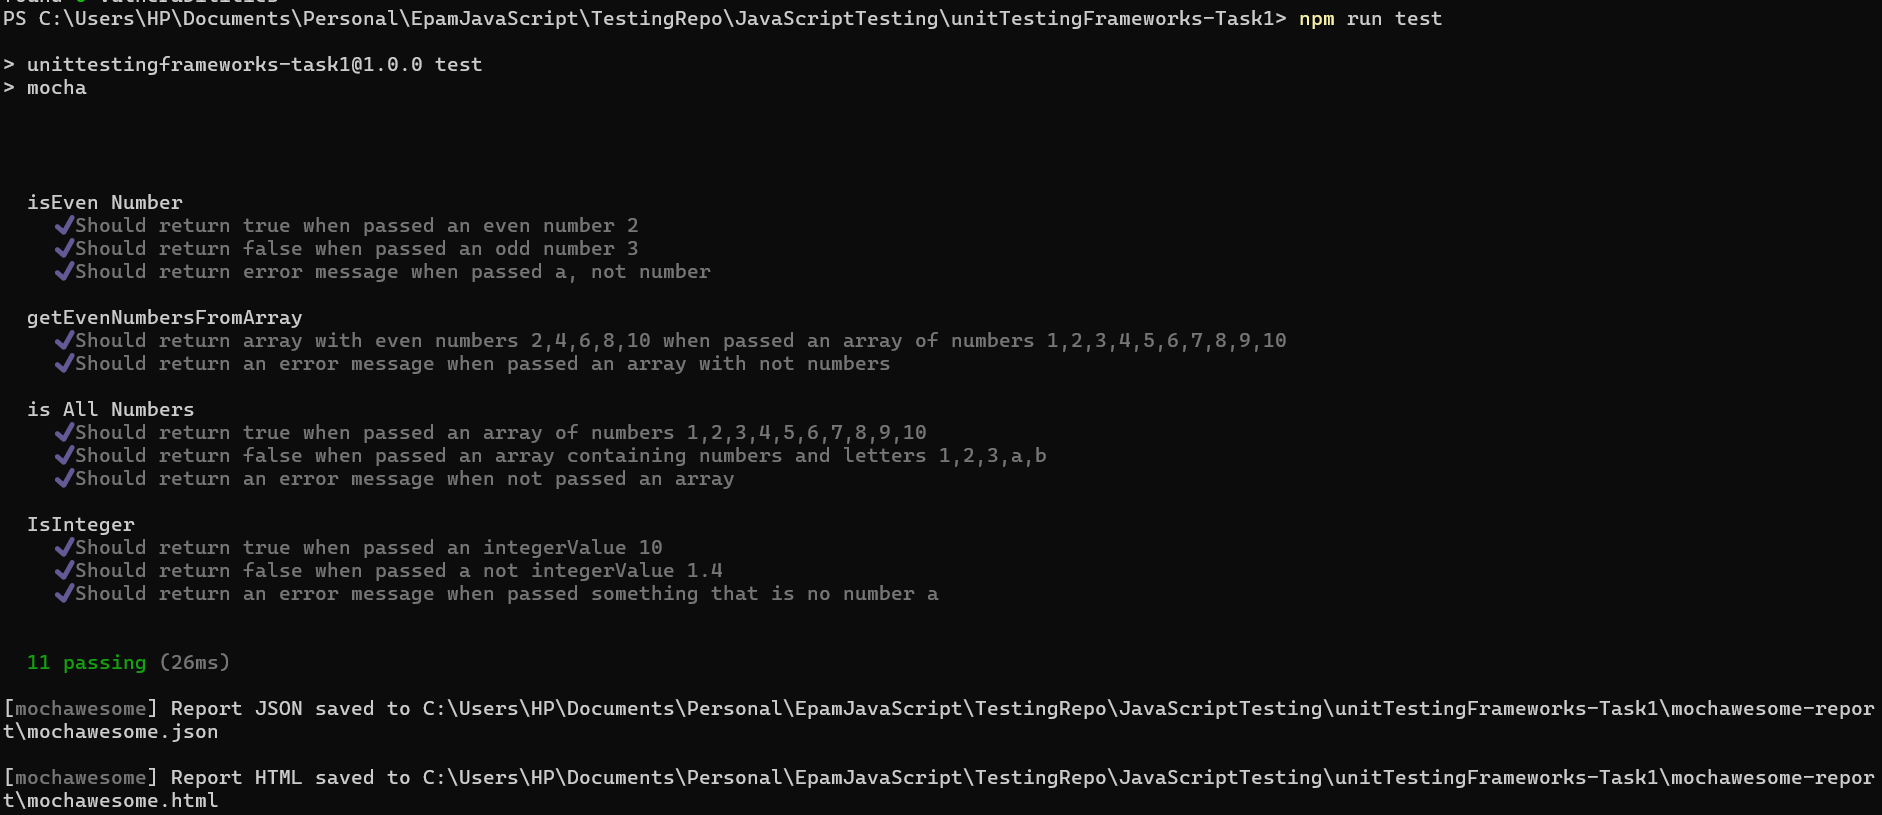 PS C:\Users\HP\Documents\Personal\EpamJavaScript\TestingRepo\JavaScriptTesting\unitTestingFrameworks-Task1> npm run test
> unittestingframeworks-task1@1.0.0 test
> mocha
isEven Number
✔Should return true when passed an even number 2
✔Should return false when passed an odd number 3
✔Should return error message when passed a, not number
getEvenNumbersFromArray
✔Should return array with even numbers 2,4,6,8,10 when passed an array of numbers 1,2,3,4,5,6,7,8,9,10
✔Should return an error message when passed an array with not numbers
is All Numbers
✔Should return true when passed an array of numbers 1,2,3,4,5,6,7,8,9,10
✔Should return false when passed an array containing numbers and letters 1,2,3,a,b
✔Should return an error message when not passed an array
IsInteger
✔Should return true when passed an integerValue 10
✔Should return false when passed a not integerValue 1.4
✔Should return an error message when passed something that is no number a
11 passing (26ms)
[mochawesome] Report JSON saved to C:\Users\HP\Documents\Personal\EpamJavaScript\TestingRepo\JavaScriptTesting\unitTestingFrameworks-Task1\mochawesome-repor
t\mochawesome.json
[mochawesome] Report HTML saved to C:\Users\HP\Documents\Personal\EpamJavaScript\TestingRepo\JavaScriptTesting\unitTestingFrameworks-Task1\mochawesome-repor
t\mochawesome.html